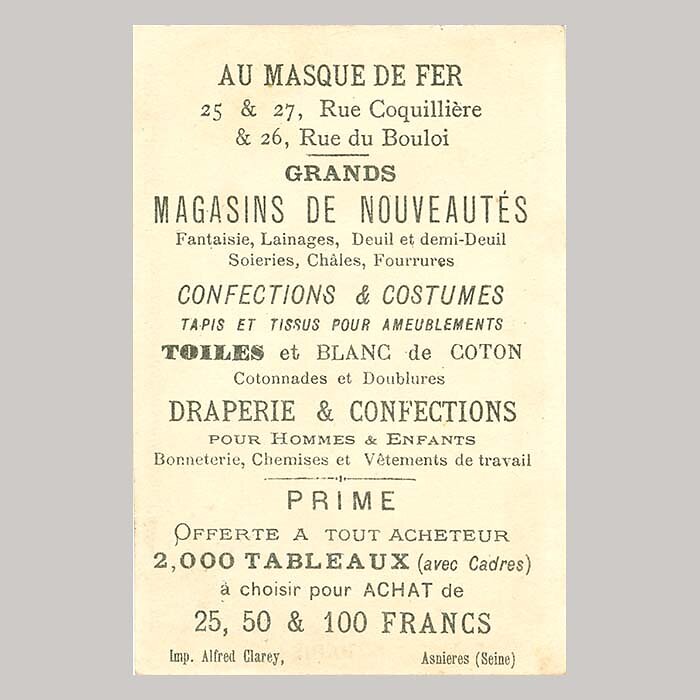 AU MASQUE DE FER
25 & 27, Rue Coquillière
& 26, Rue du Bouloi
GRANDS
MAGASINS DE NOUVEAUTÉS
Fantaisie, Lainages, Deuil et demi-Deuil
Soieries, Châles, Fourrures
CONFECTIONS & COSTUMES
TAPIS ET TISSUS POUR AMEUBLEMENTS
TOILES et BLANC de COTON
Cotonnades et Doublures
DRAPERIE & CONFECTIONS
POUR HOMMES & ENFANTS
Bonneterie, Chemises et Vêtements de travail
PRIME
OFFERTE A TOUT ACHETEUR
2,000 TABLEAUX (avec Cadres)
à choisir pour ACHAT de
25, 50 & 100 FRANCS
Imp. Alfred Clarey, Asnieres (Seine)